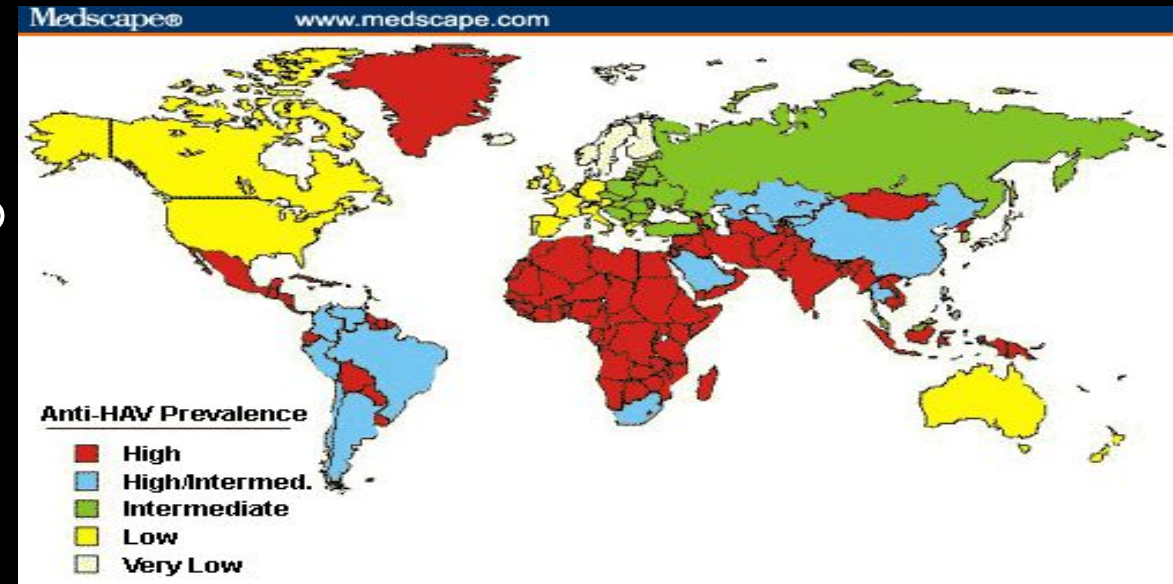 Medscape® www.medscape.com
Anti-HAV Prevalence
High
High/Intermed.
Intermediate
Low
Very Low